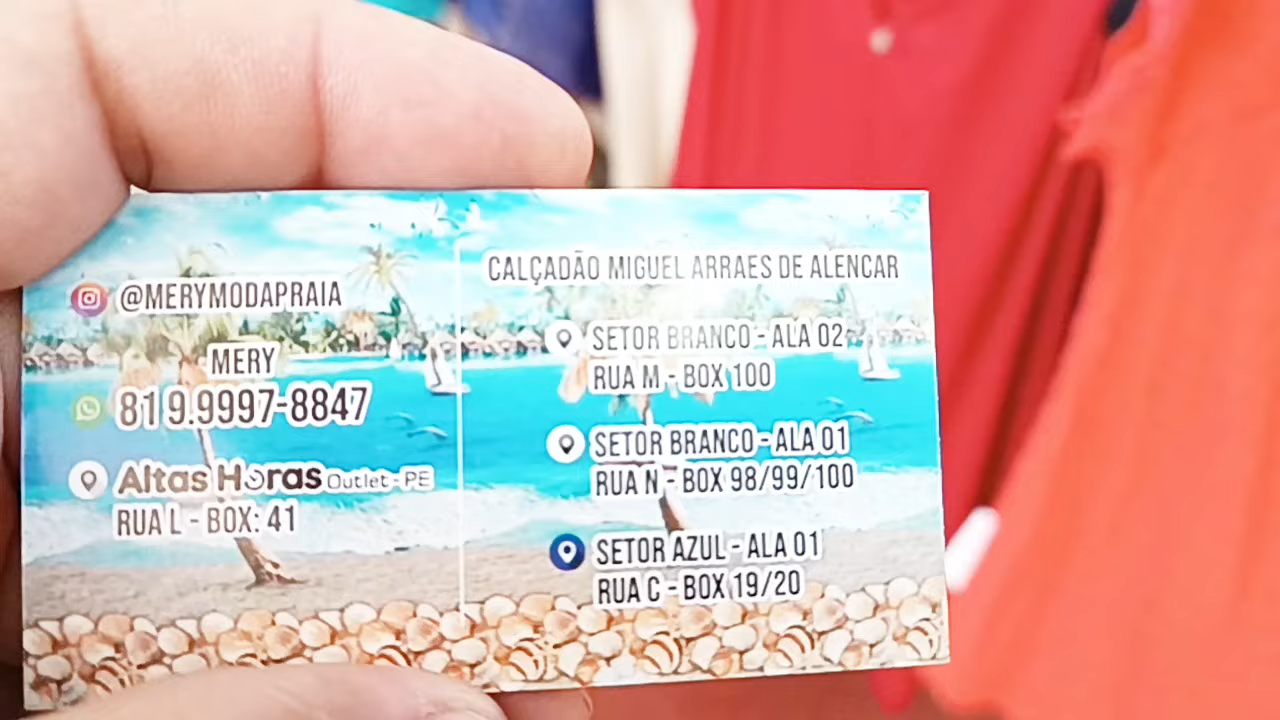 @MERYMODAPRAIA
MERY
81 9.9997-8847
Altas Horas Outlet - PE
RUA L - BOX: 41
CALÇADÃO MIGUEL ARRAES DE ALENCAR
SETOR BRANCO - ALA 02
RUA M - BOX 100
SETOR BRANCO - ALA 01
RUA N - BOX 98/99/100
SETOR AZUL - ALA 01
RUA C - BOX 19/20